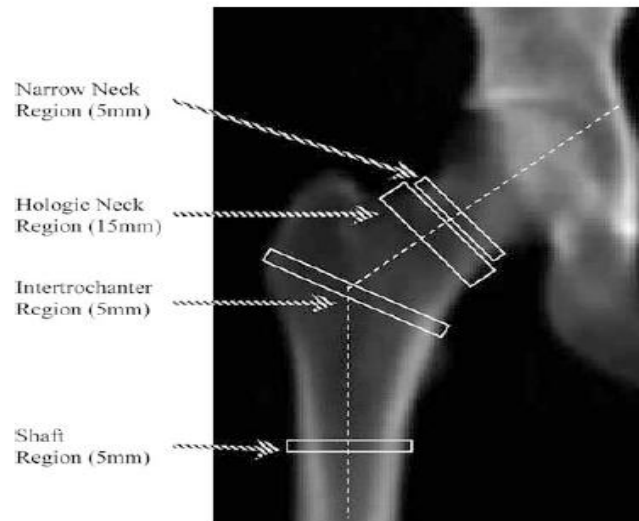 Narrow Neck
Region (5mm)
Hologic Neck
Region (15mm)
Intertrochanter
Region (5mm)
Shaft
Region (5mm)